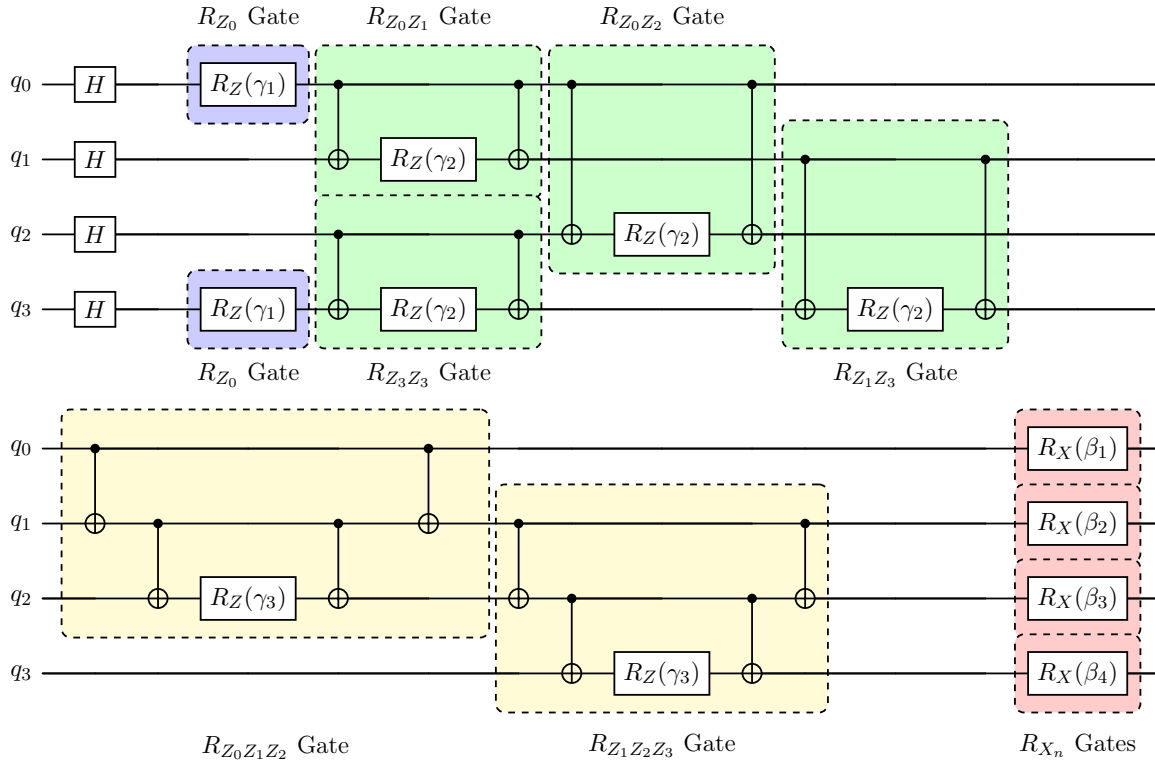 R_{Z_0} Gate R_{Z_0Z_1} Gate R_{Z_0Z_2} Gate
q_0 H R_Z(γ_1)
q_1 H R_Z(γ_2)
q_2 H R_Z(γ_2)
q_3 H R_Z(γ_1) R_Z(γ_2) R_Z(γ_2)
R_{Z_0} Gate R_{Z_3Z_3} Gate R_{Z_1Z_3} Gate
q_0 R_X(β_1)
q_1 R_X(β_2)
q_2 R_Z(γ_3) R_X(β_3)
q_3 R_Z(γ_3) R_X(β_4)
R_{Z_0Z_1Z_2} Gate R_{Z_1Z_2Z_3} Gate R_{X_n} Gates